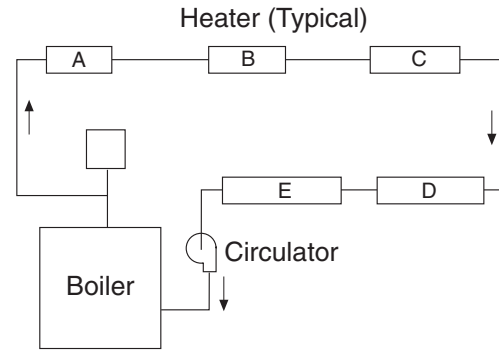 Heater (Typical)
A B C
E D
Circulator
Boiler